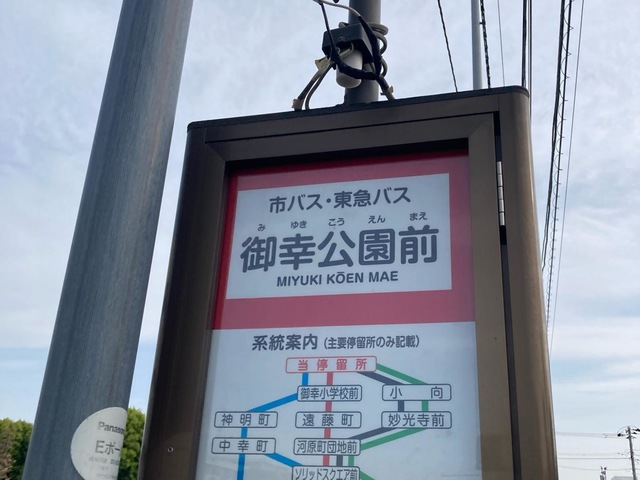 市バス・東急バス
み ゆき こう えん まえ
御幸公園前
MIYUKI KŌEN MAE
系統案内（主要停留所のみ記載）
当停留所
御幸小学校前 小向
神明町 遠藤町 妙光寺前
中幸町 河原町団地前
ソリッドスクエア前
Panasonic
Eポー